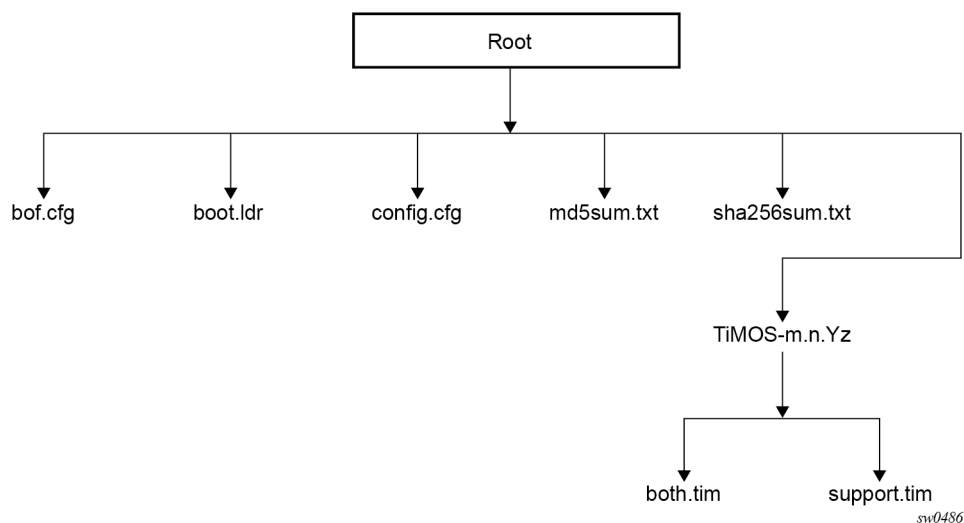 Root
bof.cfg boot.ldr config.cfg md5sum.txt sha256sum.txt
TiMOS-m.n.Yz
both.tim support.tim
sw0486